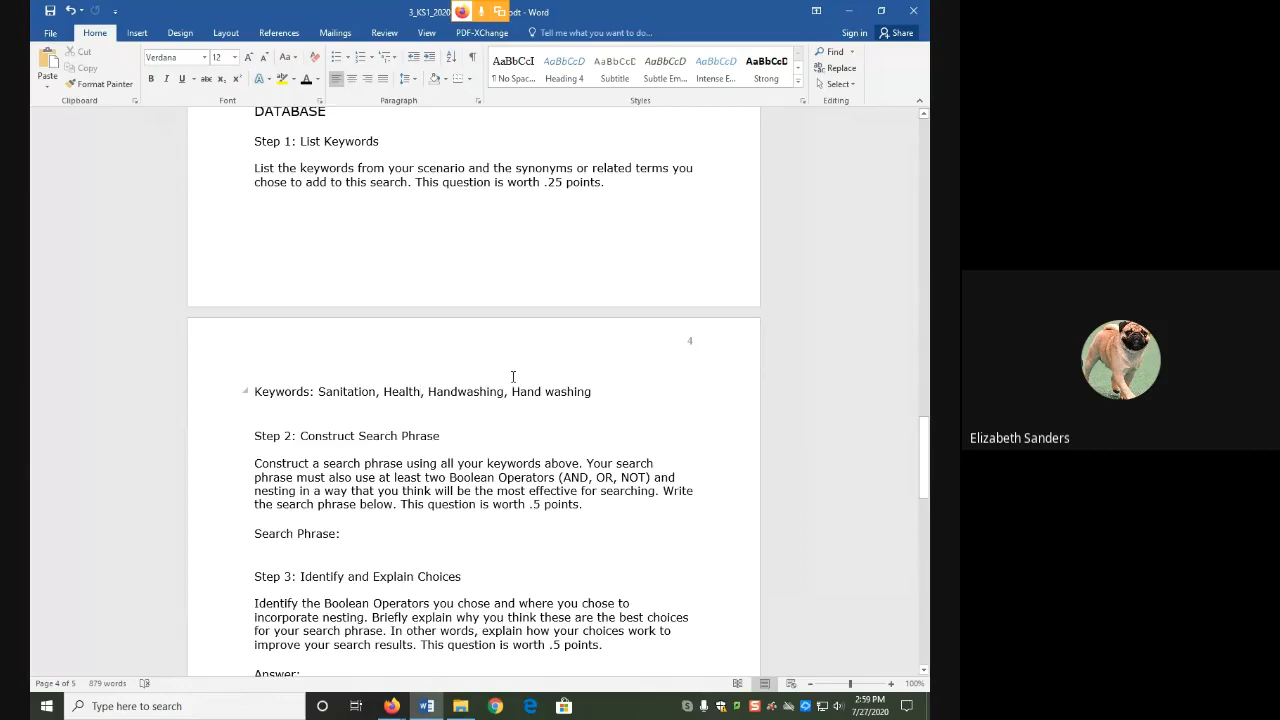 3_KS1_2020
odt - Word
File
Home
Insert
Design
Layout
References
Mailings
Review
View
PDF-XChange
Tell me what you want to do...
Sign in
Share
Paste
Cut
Copy
Format Painter
Verdana
12
AaBbCcI
AaBbCcI
AaBbCcI
AaBbCcI
AaBbCcI
AaBbCcD
¶ No Spac...
Heading 4
Subtitle
Subtle Em...
Intense E...
Strong
Find
Replace
Select
Clipboard
Font
Paragraph
Styles
Editing
DATABASE
Step 1: List Keywords
List the keywords from your scenario and the synonyms or related terms you
chose to add to this search. This question is worth .25 points.
4
Keywords: Sanitation, Health, Handwashing, Hand washing
Step 2: Construct Search Phrase
Construct a search phrase using all your keywords above. Your search
phrase must also use at least two Boolean Operators (AND, OR, NOT) and
nesting in a way that you think will be the most effective for searching. Write
the search phrase below. This question is worth .5 points.
Search Phrase:
Step 3: Identify and Explain Choices
Identify the Boolean Operators you chose and where you chose to
incorporate nesting. Briefly explain why you think these are the best choices
for your search phrase. In other words, explain how your choices work to
improve your search results. This question is worth .5 points.
Answer:
Page 4 of 5
879 words
100%
Type here to search
2:59 PM
7/27/2020
Elizabeth Sanders